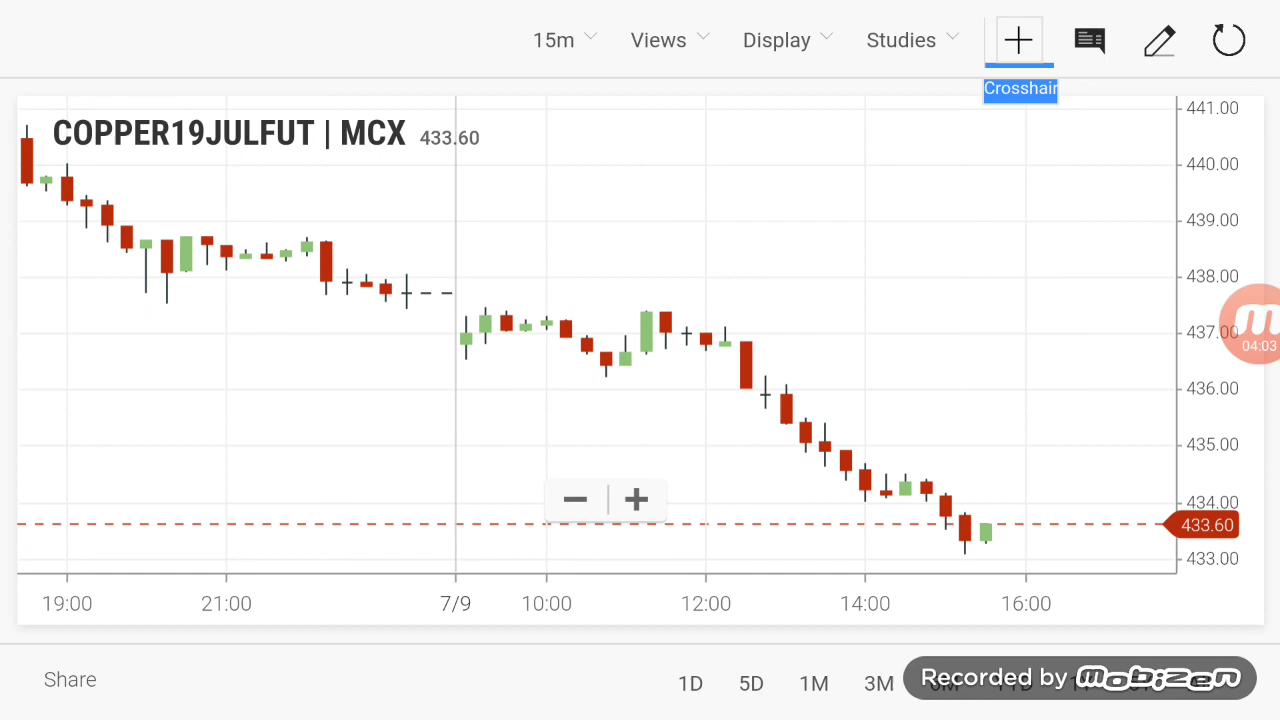 15m Views Display Studies
Crosshair
COPPER19JULFUT | MCX 433.60
441.00
440.00
439.00
438.00
437.00
04:03
436.00
435.00
434.00
433.60
433.00
19:00 21:00 7/9 10:00 12:00 14:00 16:00
Share
1D 5D 1M 3M
Recorded by mobizen